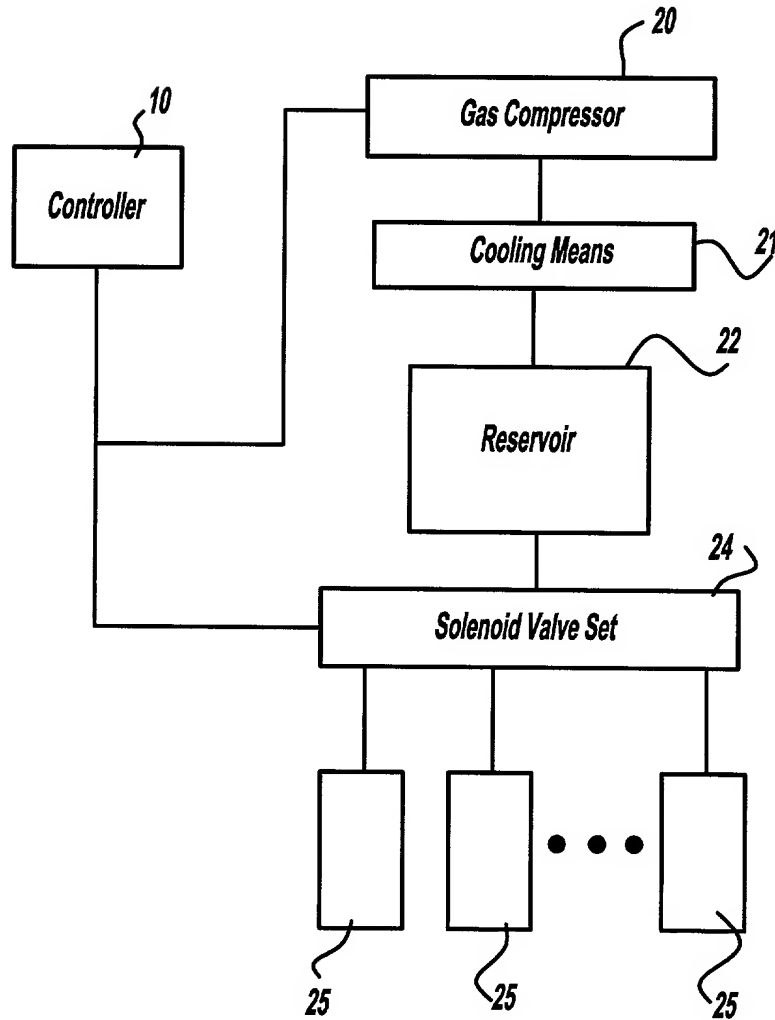 20
10
Gas Compressor
Controller
21
Cooling Means
22
Reservoir
24
Solenoid Valve Set
25
25
25